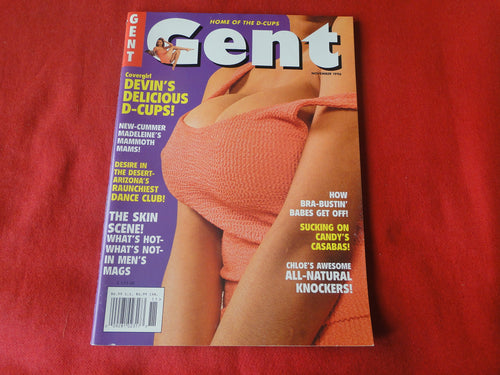 HOME OF THE D-CUPS
GENT
Gent
NOVEMBER 1996
Covergirl
DEVIN'S
DELICIOUS
D-CUPS!
NEW-CUMMER
MADELEINE'S
MAMMOTH
MAMS!
DESIRE IN
THE DESERT-
ARIZONA'S
RAUNCHIEST
DANCE CLUB!
THE SKIN
SCENE!
WHAT'S HOT-
WHAT'S NOT-
IN MEN'S
MAGS
HOW
BRA-BUSTIN'
BABES GET OFF!
SUCKING ON
CANDY'S
CASABAS!
CHLOE'S AWESOME
ALL-NATURAL
KNOCKERS!